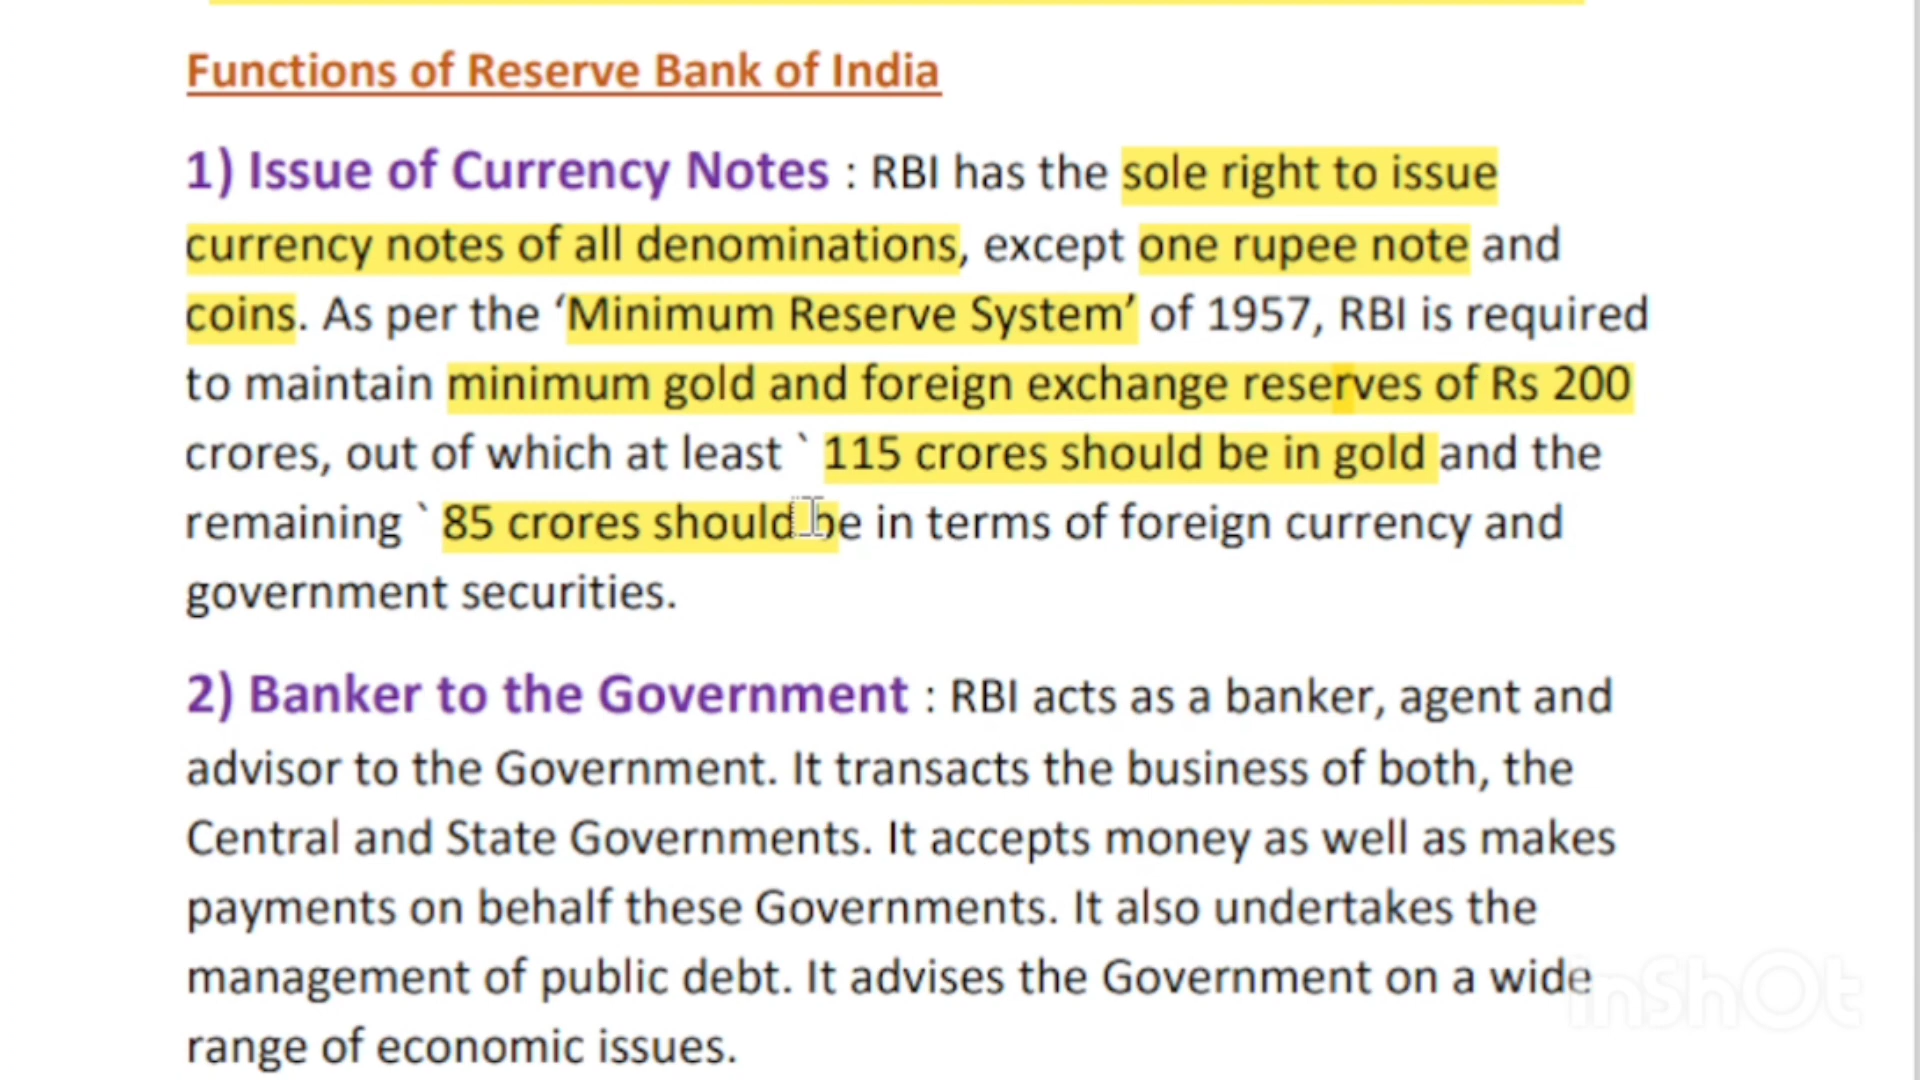 Functions of Reserve Bank of India
1) Issue of Currency Notes : RBI has the sole right to issue
currency notes of all denominations, except one rupee note and
coins. As per the ‘Minimum Reserve System’ of 1957, RBI is required
to maintain minimum gold and foreign exchange reserves of Rs 200
crores, out of which at least ` 115 crores should be in gold and the
remaining ` 85 crores should be in terms of foreign currency and
government securities.
2) Banker to the Government : RBI acts as a banker, agent and
advisor to the Government. It transacts the business of both, the
Central and State Governments. It accepts money as well as makes
payments on behalf these Governments. It also undertakes the
management of public debt. It advises the Government on a wide
range of economic issues.
InShOt